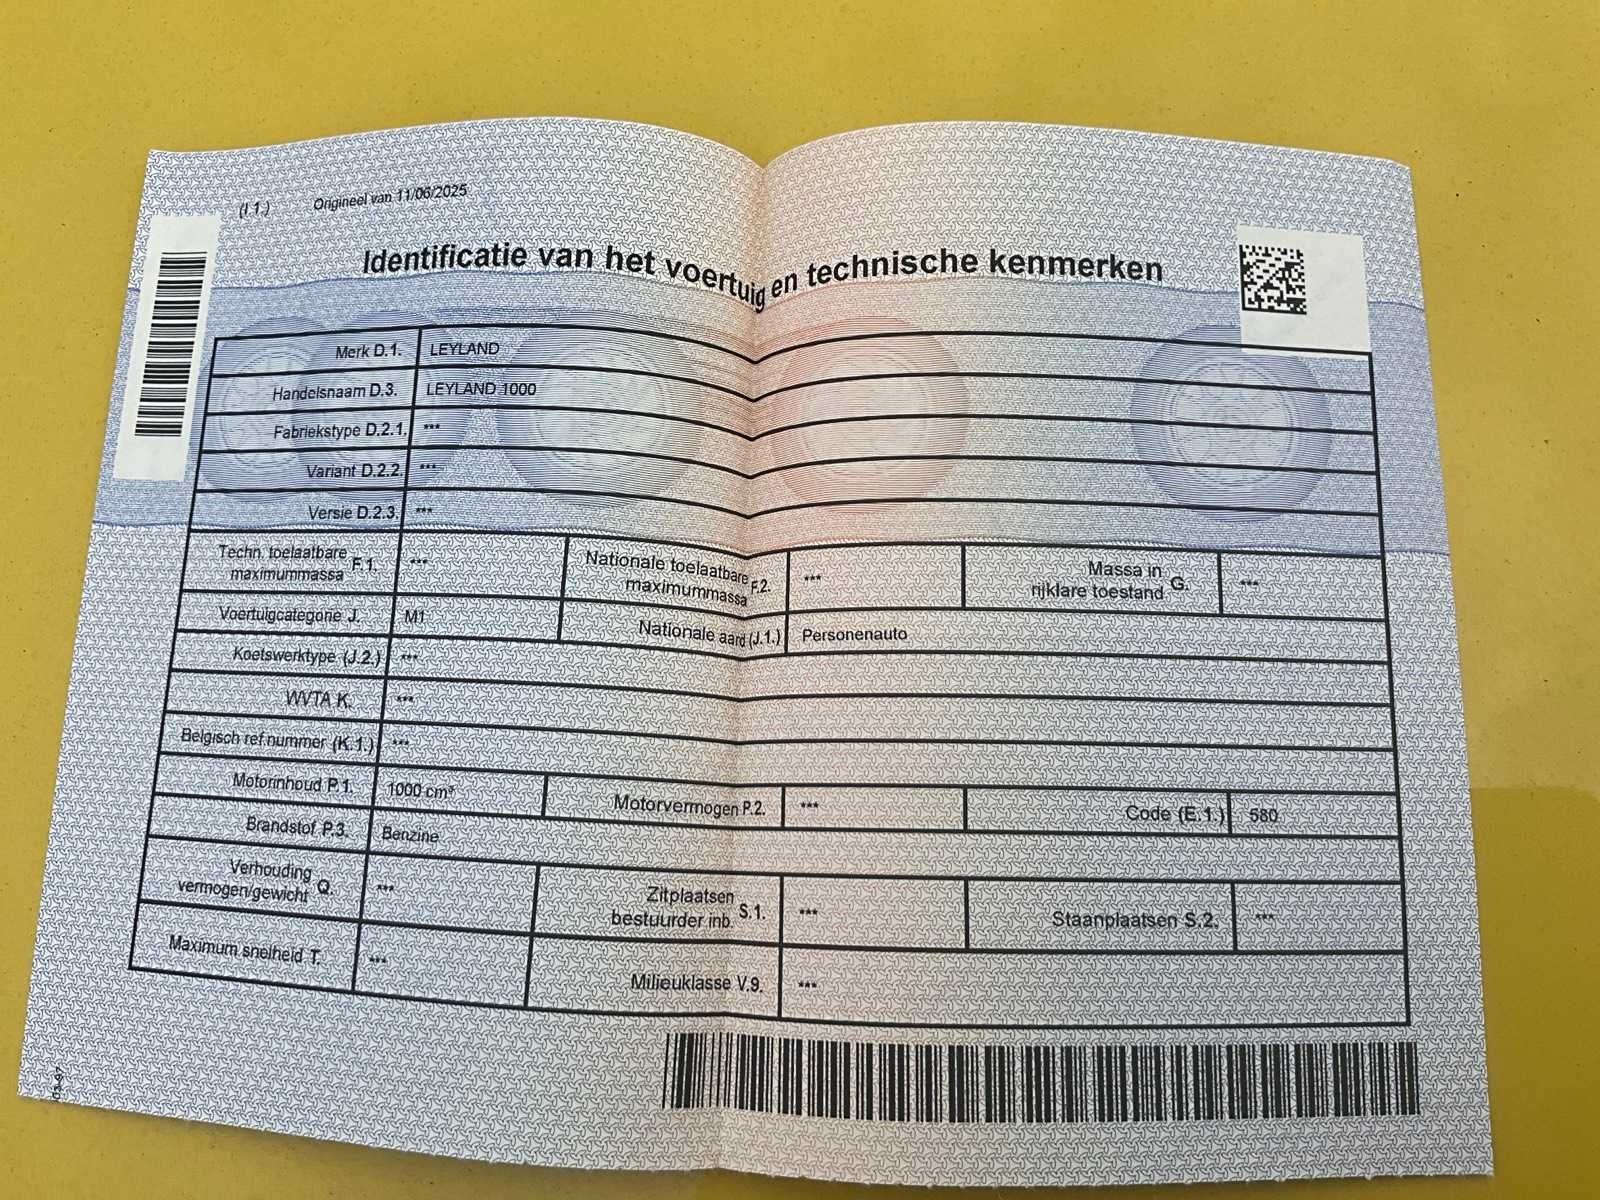 (I.1.) Origineel van 11/06/2025
Identificatie van het voertuig en technische kenmerken
Merk D.1. LEYLAND
Handelsnaam D.3. LEYLAND 1000
Fabriekstype D.2.1. ***
Variant D.2.2. ***
Versie D.2.3. ***
Techn. toelaatbare maximummassa F.1. *** Nationale toelaatbare maximummassa F.2. *** Massa in rijklare toestand G. ***
Voertuigcategorie J. M1 Nationale aard (J.1.) Personenauto
Koetswerktype (J.2.) ***
WVTA K. ***
Belgisch ref.nummer (K.1.) ***
Motorinhoud P.1. 1000 cm³ Motorvermogen P.2. *** Code (E.1.) 580
Brandstof P.3. Benzine
Verhouding vermogen/gewicht Q. *** Zitplaatsen bestuurder inb. S.1. *** Staanplaatsen S.2. ***
Maximum snelheid T. *** Milieuklasse V.9. ***